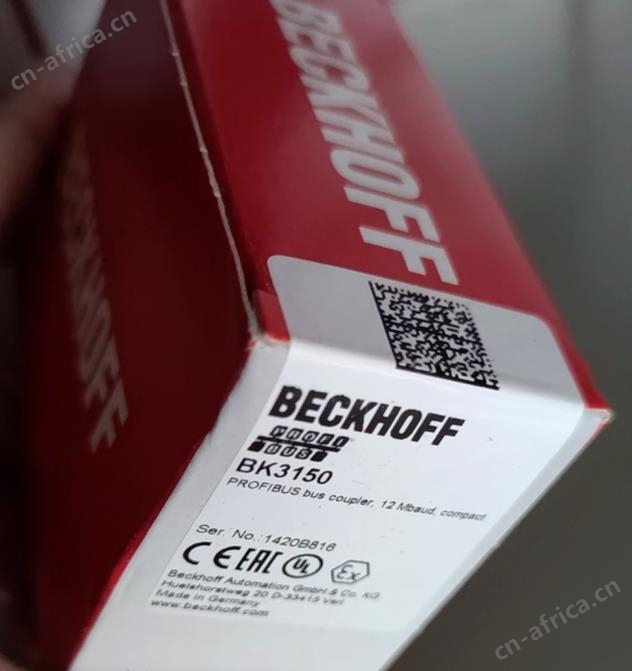 cn-africa.cn
BECKHOFF
BECKHOFF
BECKHOFF
PROFI
BUS
BK3150
PROFIBUS bus coupler, 12 Mbaud, compact
Ser. No.:1420B816
CE EAC UL Ex
Beckhoff Automation GmbH & Co. KG
Huelshorstweg 20 D-33415 Verl
Made in Germany
www.beckhoff.com
cn-africa.cn